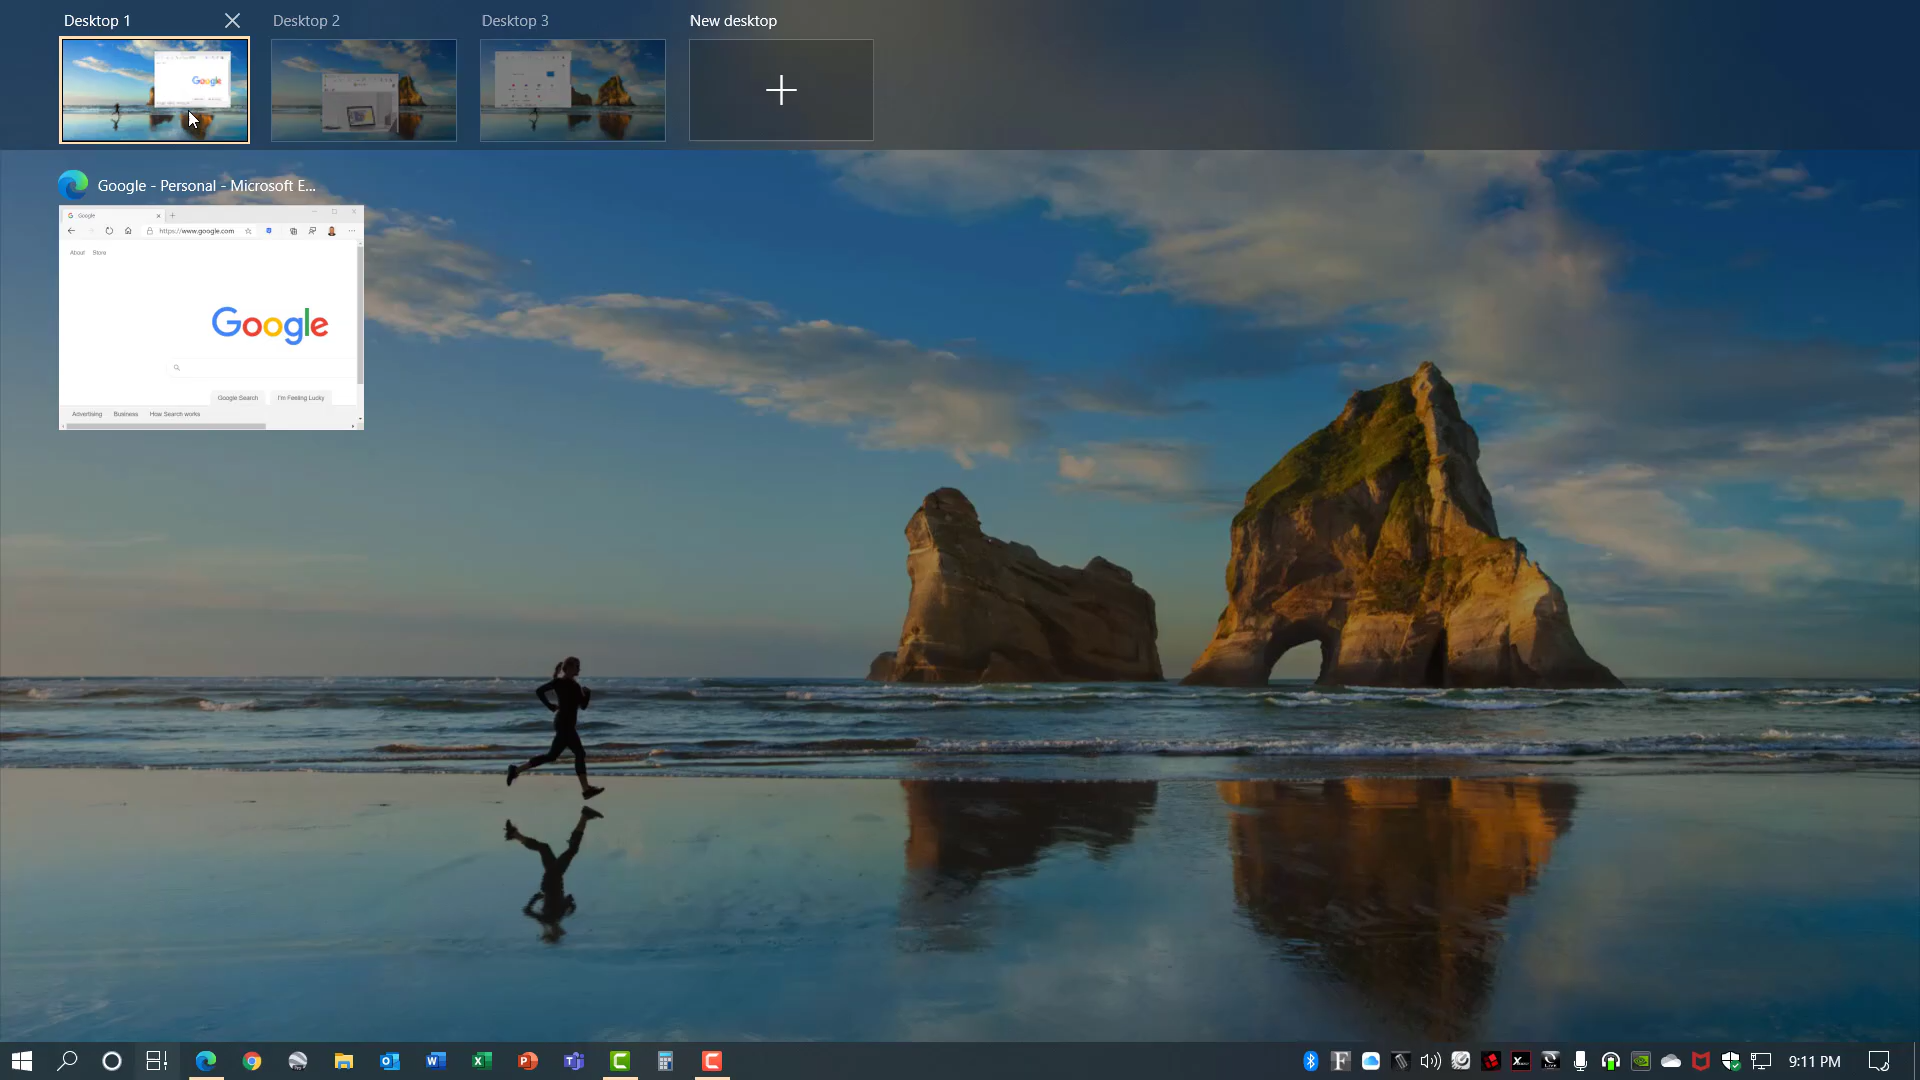 Desktop 1
Desktop 2
Desktop 3
New desktop
Google
Google - Personal - Microsoft E...
Google
https://www.google.com
About Store
Google
Google Search I'm Feeling Lucky
Advertising Business How Search works
9:11 PM